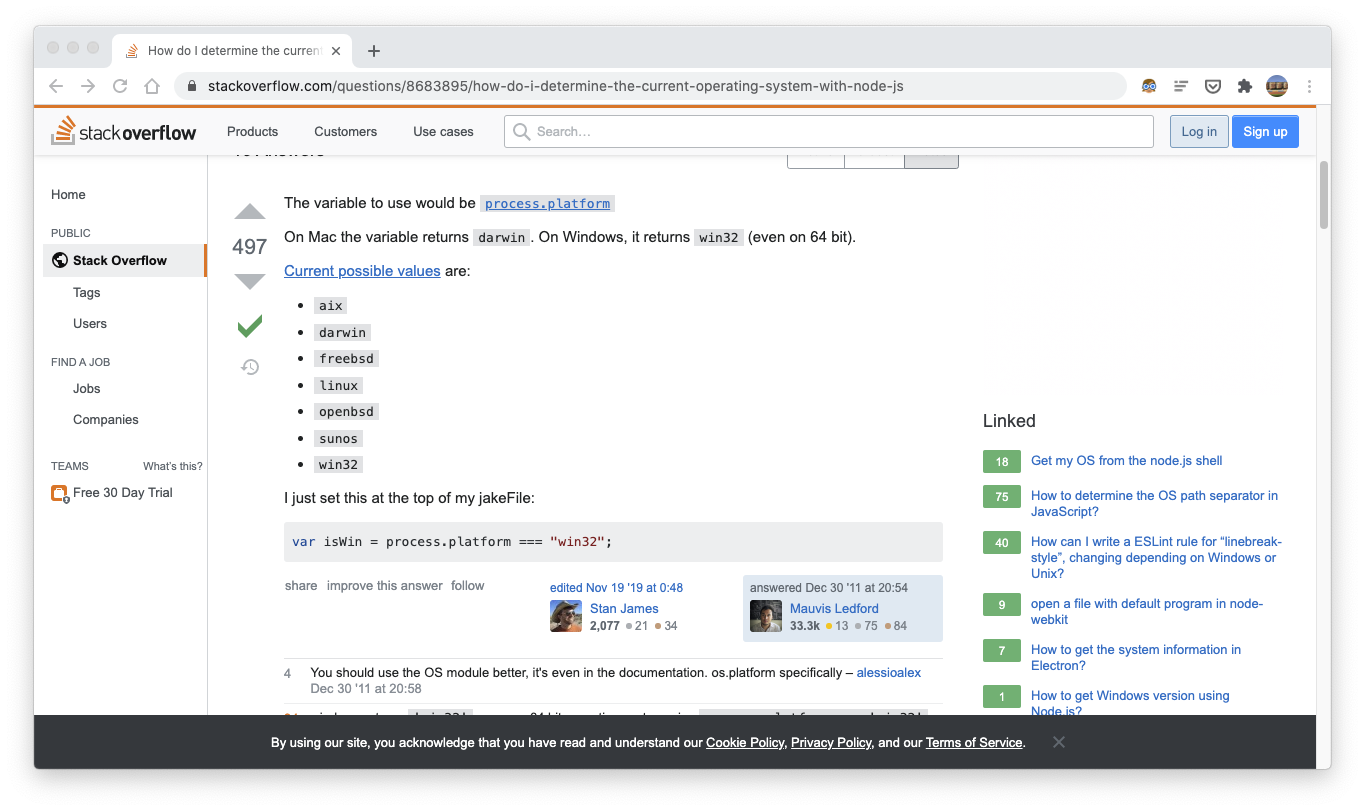 How do I determine the current
stackoverflow.com/questions/8683895/how-do-i-determine-the-current-operating-system-with-node-js
stackoverflow
Products
Customers
Use cases
Search...
Log in
Sign up
Home
PUBLIC
Stack Overflow
Tags
Users
FIND A JOB
Jobs
Companies
TEAMS What's this?
Free 30 Day Trial
Answers
497
The variable to use would be process.platform
On Mac the variable returns darwin. On Windows, it returns win32 (even on 64 bit).
Current possible values are:
• aix
• darwin
• freebsd
• linux
• openbsd
• sunos
• win32
I just set this at the top of my jakeFile:
var isWin = process.platform === "win32";
share improve this answer follow
edited Nov 19 '19 at 0:48
Stan James
2,077 ●21 ●34
answered Dec 30 '11 at 20:54
Mauvis Ledford
33.3k ●13 ●75 ●84
4 You should use the OS module better, it's even in the documentation. os.platform specifically – alessioalex
Dec 30 '11 at 20:58
Linked
18 Get my OS from the node.js shell
75 How to determine the OS path separator in
JavaScript?
40 How can I write a ESLint rule for “linebreak-
style”, changing depending on Windows or
Unix?
9 open a file with default program in node-
webkit
7 How to get the system information in
Electron?
1 How to get Windows version using
Node.js?
By using our site, you acknowledge that you have read and understand our Cookie Policy, Privacy Policy, and our Terms of Service.